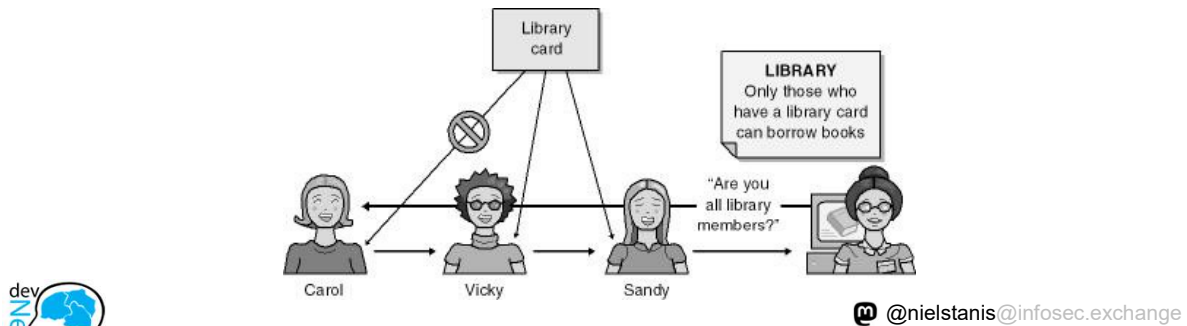 Library
card
LIBRARY
Only those who
have a library card
can borrow books
"Are you
all library
members?"
Carol
Vicky
Sandy
dev
Ne
@nielstanis@infosec.exchange